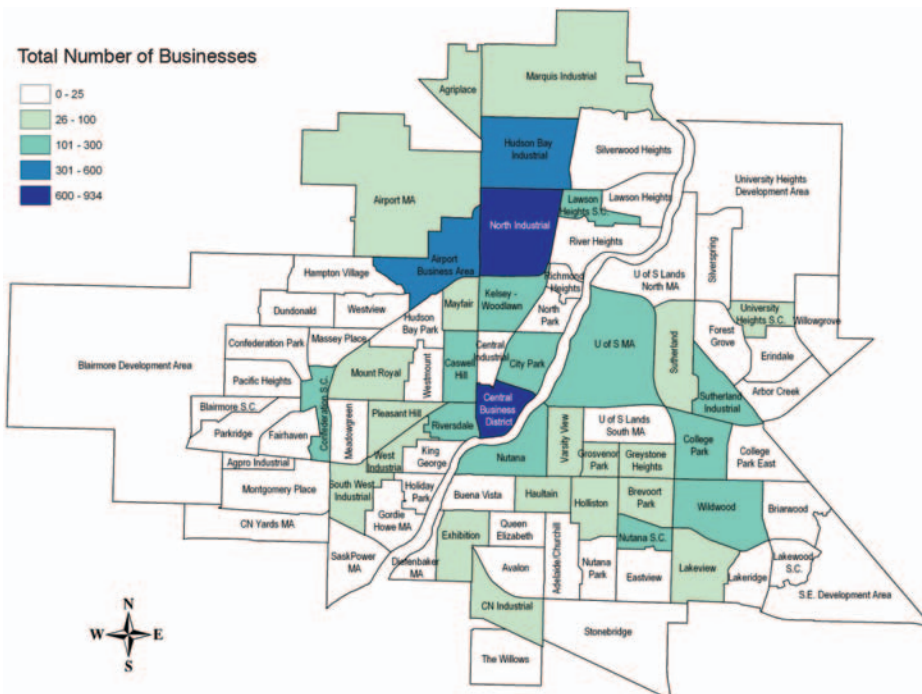 Total Number of Businesses
0 - 25
26 - 100
101 - 300
301 - 600
600 - 934
Marquis Industrial
Agriplace
Hudson Bay
Industrial
Silverwood Heights
University Heights
Development Area
Airport MA
Lawson
Heights S.C.
Lawson Heights
North Industrial
River Heights
Silverspring
Airport
Business Area
Hampton Village
Richmond
Heights
U of S Lands
North MA
Mayfair
Kelsey -
Woodlawn
University
Heights S.C.
Willowgrove
Dundonald
Westview
Hudson
Bay Park
North
Park
Forest
Grove
Confederation Park
Massey Place
Central
Industrial
U of S MA
Sutherland
Erindale
Blairmore Development Area
Caswell
Hill
City Park
Mount Royal
Westmount
Pacific Heights
Confederation S.C.
Arbor Creek
Sutherland
Industrial
Central
Business
District
Blairmore S.C.
Meadowgreen
Pleasant Hill
Riversdale
Varsity View
U of S Lands
South MA
Parkridge
Fairhaven
College
Park
College
Park East
West
Industrial
King
George
Nutana
Grosvenor
Park
Greystone
Heights
Agpro Industrial
Montgomery Place
South West
Industrial
Holiday
Park
Buena Vista
Haultain
Holliston
Brevoort
Park
Wildwood
Briarwood
Gordie
Howe MA
CN Yards MA
Exhibition
Queen
Elizabeth
Adelaide/Churchill
Nutana S.C.
SaskPower
MA
Diefenbaker
MA
Avalon
Nutana
Park
Eastview
Lakeview
Lakeridge
Lakewood
S.C.
S.E. Development Area
CN Industrial
Stonebridge
The Willows
N
W
E
S